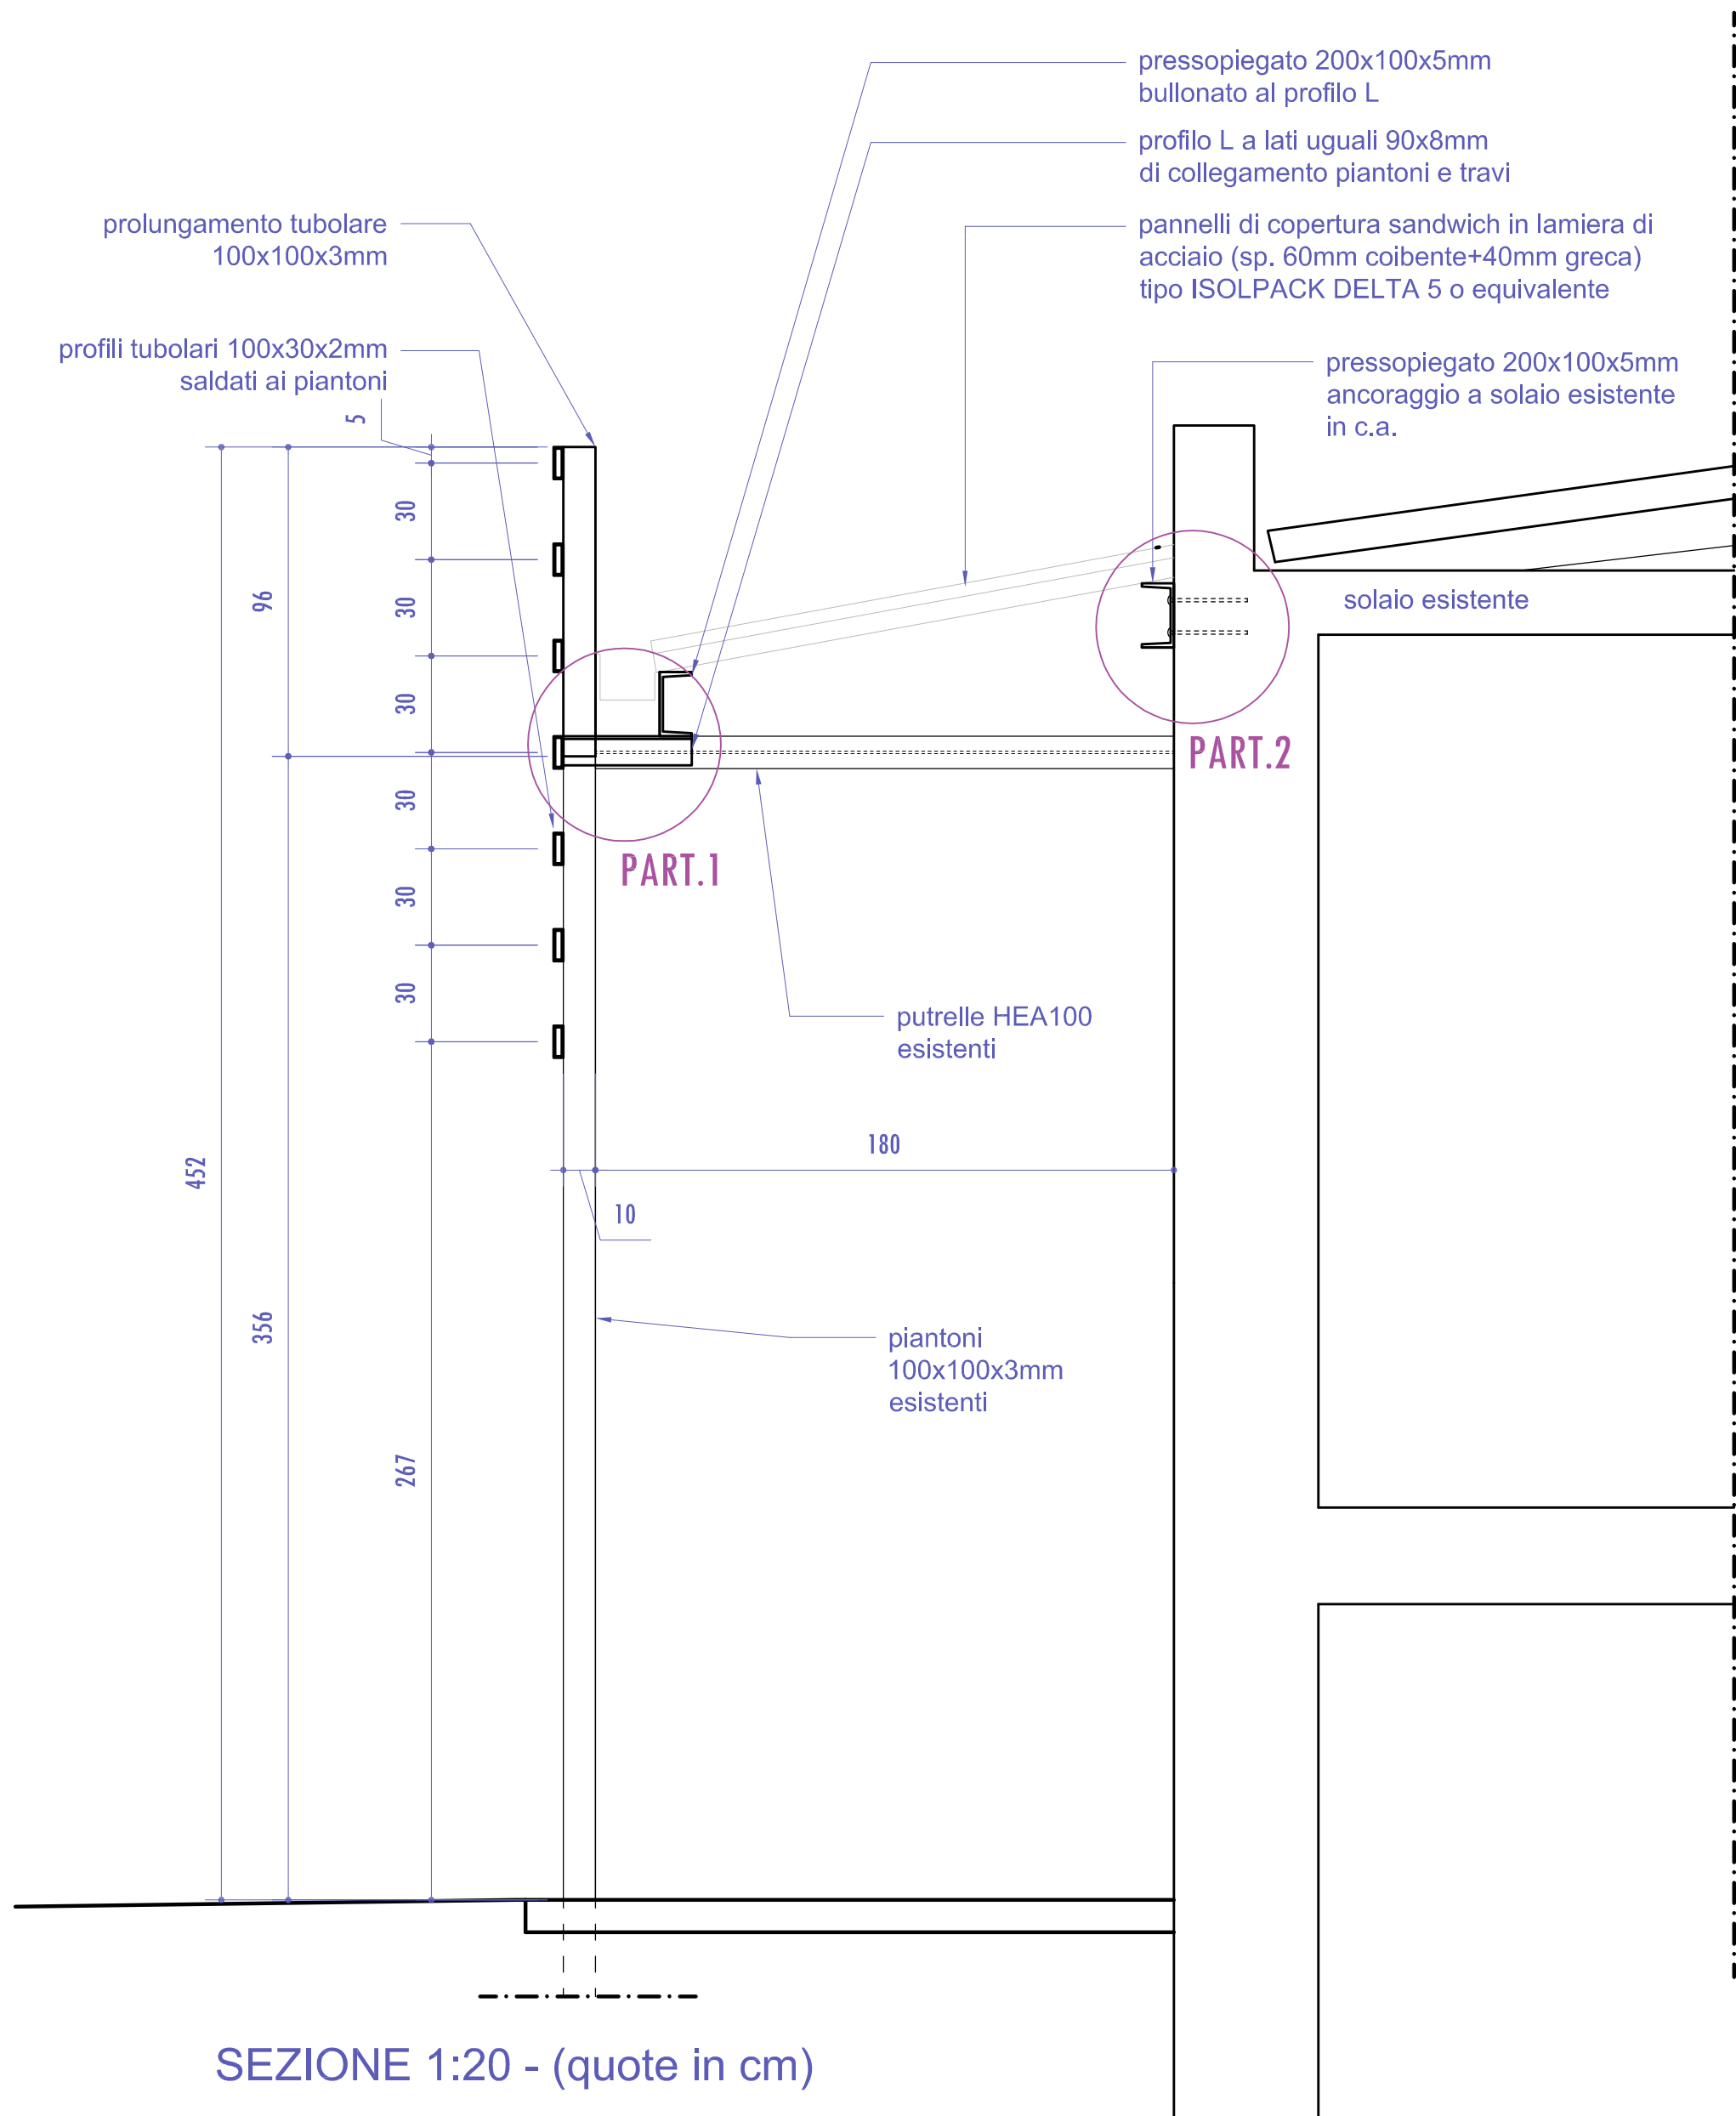 pressopiegato 200x100x5mm
bullonato al profilo L
profilo L a lati uguali 90x8mm
di collegamento piantoni e travi
prolungamento tubolare
100x100x3mm
pannelli di copertura sandwich in lamiera di
acciaio (sp. 60mm coibente+40mm greca)
tipo ISOLPACK DELTA 5 o equivalente
profili tubolari 100x30x2mm
saldati ai piantoni
pressopiegato 200x100x5mm
ancoraggio a solaio esistente
in c.a.
5
30
96
30
solaio esistente
30
PART.2
30
PART.1
30
30
putrelle HEA100
esistenti
180
452
10
356
piantoni
100x100x3mm
esistenti
267
SEZIONE 1:20 - (quote in cm)